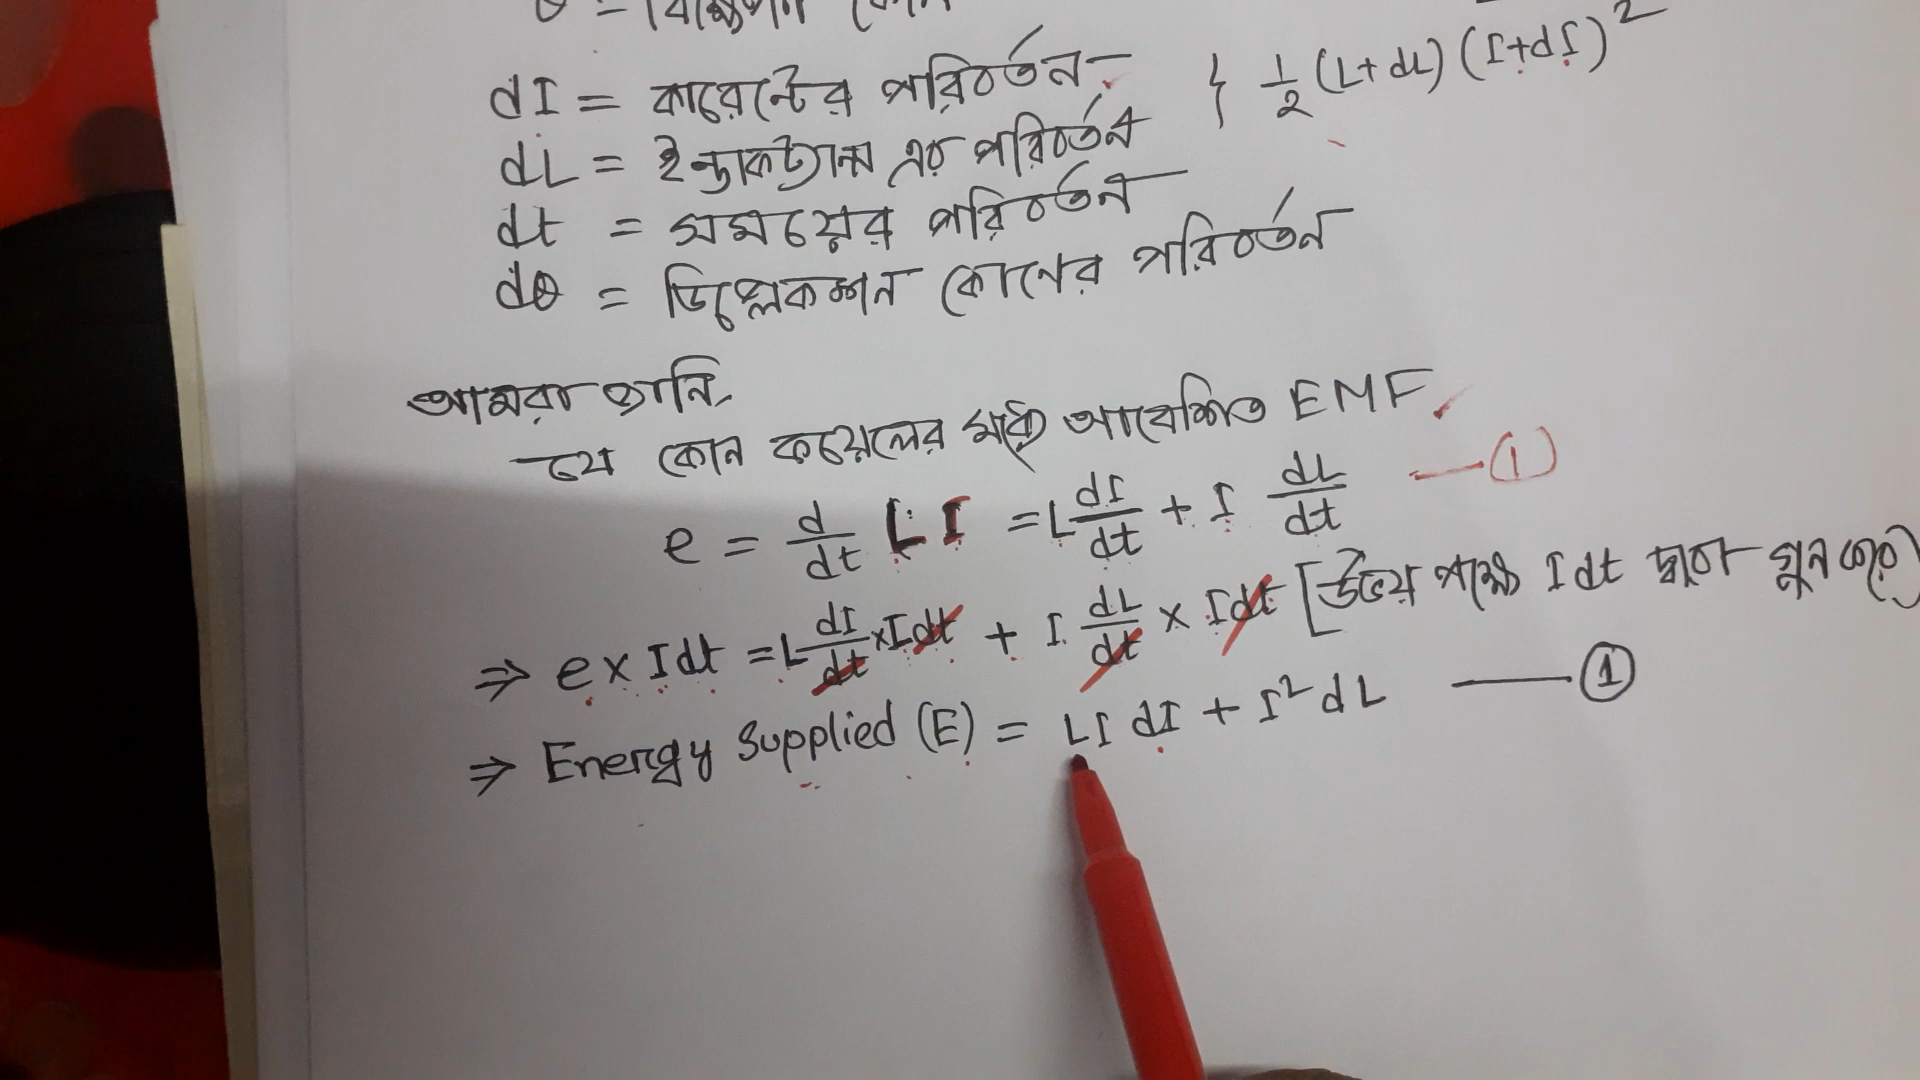 θ = বিক্ষেপন কোন
dI = কারেন্টের পরিবর্তন } ½ (L+dL) (I+dI)²
dL = ইন্ডাকট্যান্স এর পরিবর্তন
dt = সময়ের পরিবর্তন
dθ = ডিফ্লেকশন কোণের পরিবর্তন
আমরা জানি,
যে কোন কয়েলের মধ্যে আবেশিত EMF,
e = d/dt LI = L dI/dt + I dL/dt —(1)
⇒ e × Idt = L dI/dt × Idt + I dL/dt × Idt [উভয় পক্ষে Idt দ্বারা গুন করে]
⇒ Energy Supplied (E) = LI dI + I² dL — ①